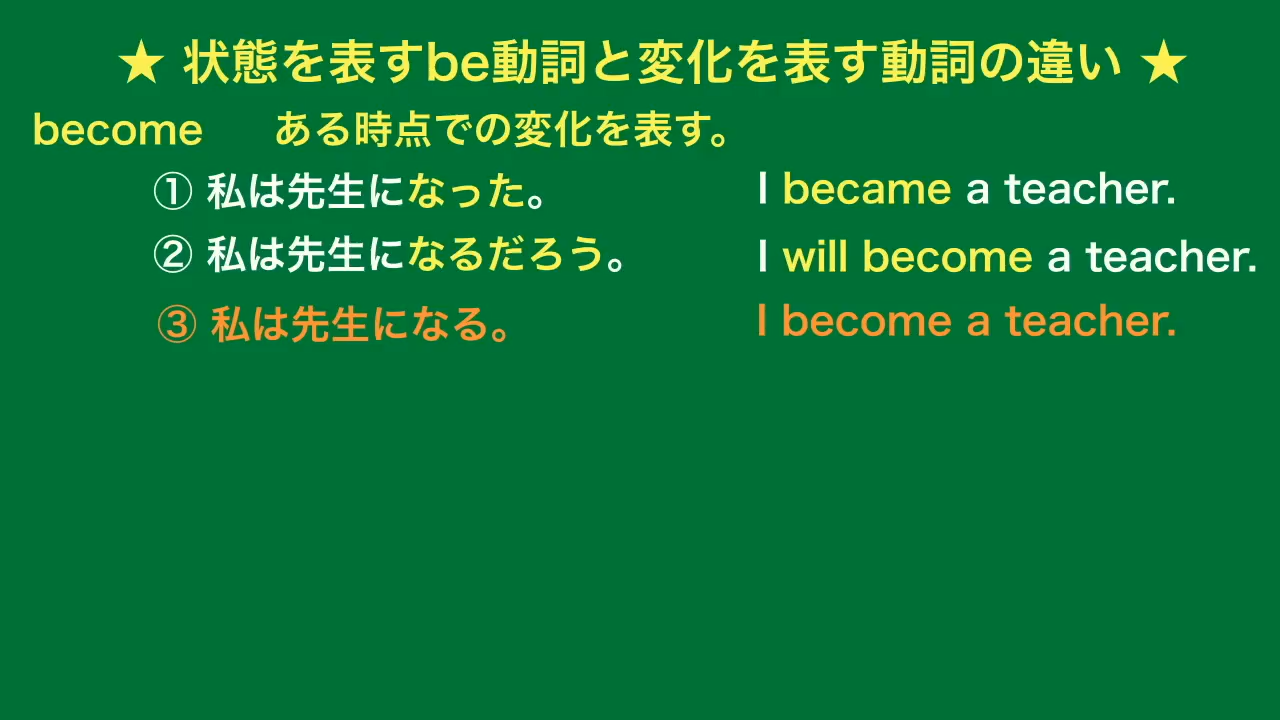 ★ 状態を表すbe動詞と変化を表す動詞の違い ★
become ある時点での変化を表す。
① 私は先生になった。 I became a teacher.
② 私は先生になるだろう。 I will become a teacher.
③ 私は先生になる。 I become a teacher.